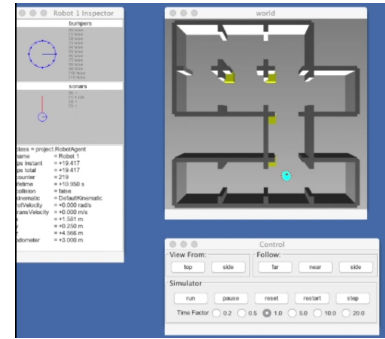 Robot 1 Inspector
bumpers
sonars
class = project.RobotAgent
name = Robot 1
fps instant = +19.417
fps total = +19.417
counter = 219
lifetime = +10.950 s
collision = false
kinematic = DefaultKinematic
rotVelocity = +0.000 rad/s
transVelocity = +0.000 m/s
= +1.581 m
= +0.250 m
= +4.566 m
odometer = +0.000 m
world
Control
View From:
Follow:
top
side
far
near
side
Simulator
run
pause
reset
restart
step
Time Factor
0.2
0.5
1.0
5.0
10.0
20.0